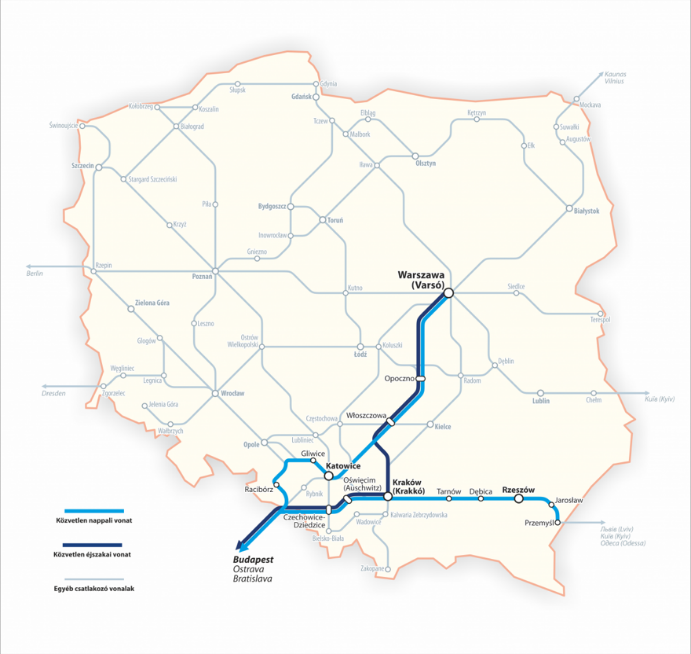 Kaunas
Vilnius
Gdynia
Słupsk
Gdańsk
Mockava
Kołobrzeg
Koszalin
Elbląg
Tczew
Białogard
Świnoujście
Malbork
Suwałki
Augustów
Ełk
Szczecin
Iława
Olsztyn
Stargard Szczeciński
Piła
Bydgoszcz
Toruń
Białystok
Krzyż
Inowrocław
Gniezno
Rzepin
Berlin
Poznań
Warszawa
(Varsó)
Kutno
Siedlce
Zielona Góra
Terespol
Leszno
Głogów
Ostrów
Wielkopolski
Łódź
Koluszki
Dęblin
Węgliniec
Legnica
Opoczno
Radom
Drezden
Zgorzelec
Wrocław
Lublin
Chełm
Kijów (Kyiv)
Jelenia Góra
Wałbrzych
Włoszczowa
Częstochowa
Kielce
Opole
Lubliniec
Gliwice
Katowice
Racibórz
Rybnik
Oświęcim
(Auschwitz)
Kraków
(Krakkó)
Tarnów
Dębica
Rzeszów
Jarosław
Przemyśl
Czechowice-
Dziedzice
Kalwaria Zebrzydowska
Wadowice
Bielsko-Biała
Zakopane
Közvetlen nappali vonat
Közvetlen éjszakai vonat
Egyéb csatlakozó vonalak
Budapest
Ostrava
Bratislava